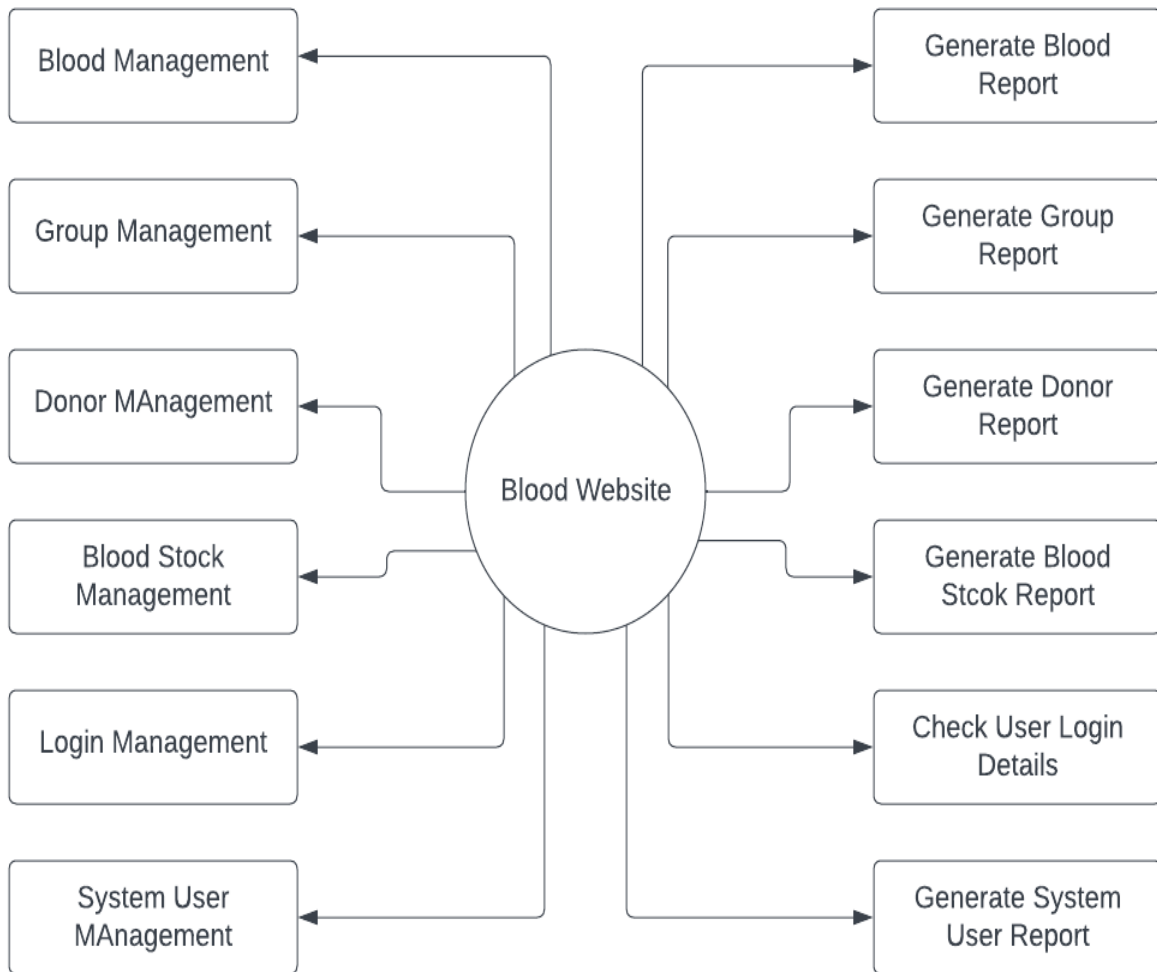 Blood Management
Generate Blood
Report
Group Management
Generate Group
Report
Donor MAnagement
Generate Donor
Report
Blood Website
Blood Stock
Management
Generate Blood
Stcok Report
Login Management
Check User Login
Details
System User
MAnagement
Generate System
User Report